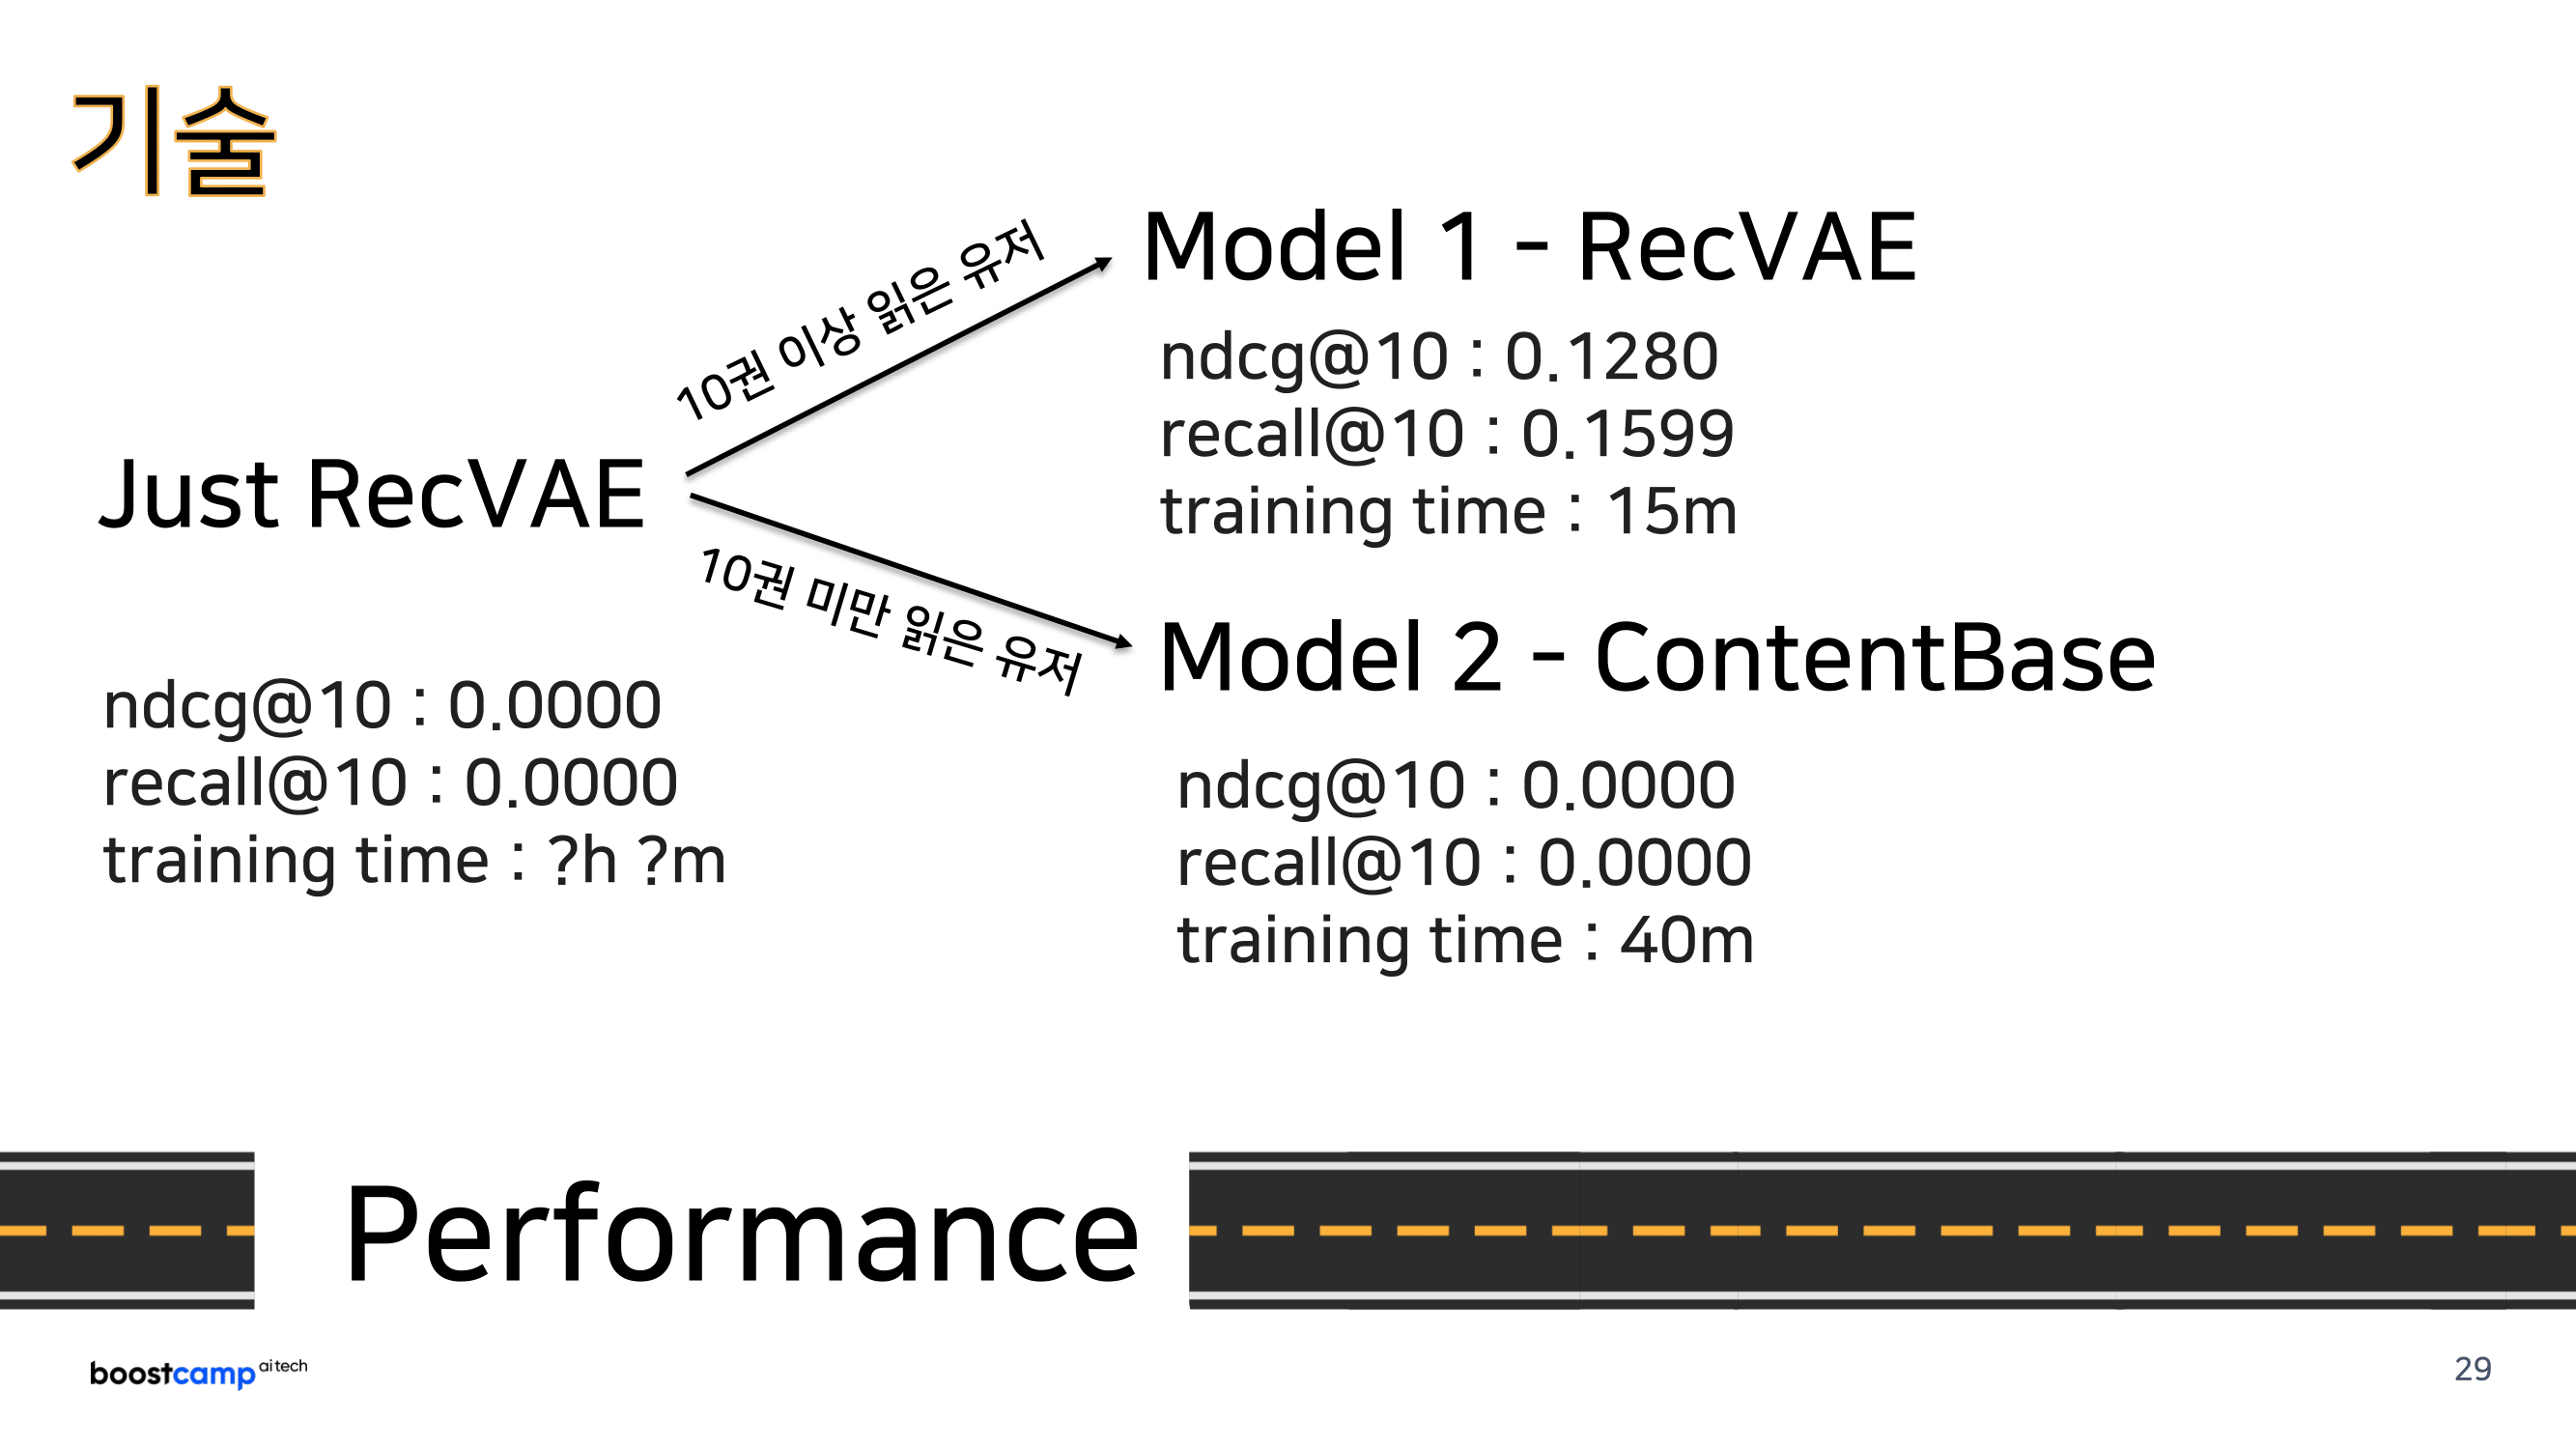 기술
Just RecVAE
ndcg@10 : 0.0000
recall@10 : 0.0000
training time : ?h ?m
10권 이상 읽은 유저
10권 미만 읽은 유저
Model 1 - RecVAE
ndcg@10 : 0.1280
recall@10 : 0.1599
training time : 15m
Model 2 - ContentBase
ndcg@10 : 0.0000
recall@10 : 0.0000
training time : 40m
Performance
boostcamp ai tech
29